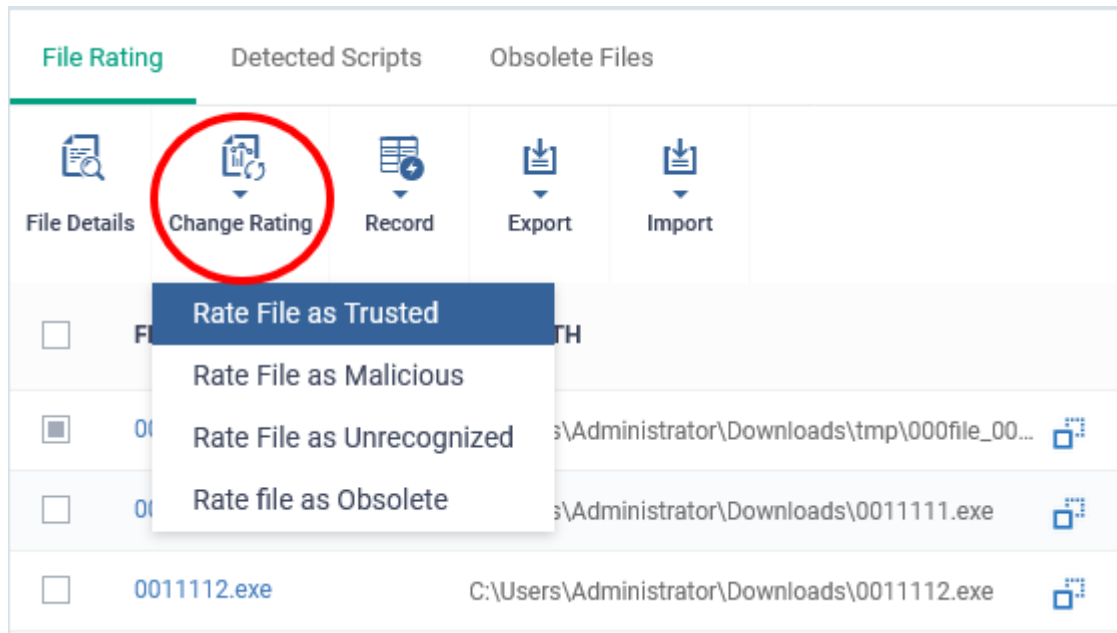 File Rating Detected Scripts Obsolete Files
File Details Change Rating Record Export Import
Rate File as Trusted
Rate File as Malicious
Rate File as Unrecognized
Rate file as Obsolete
s\Administrator\Downloads\tmp\000file_00...
s\Administrator\Downloads\0011111.exe
0011112.exe C:\Users\Administrator\Downloads\0011112.exe